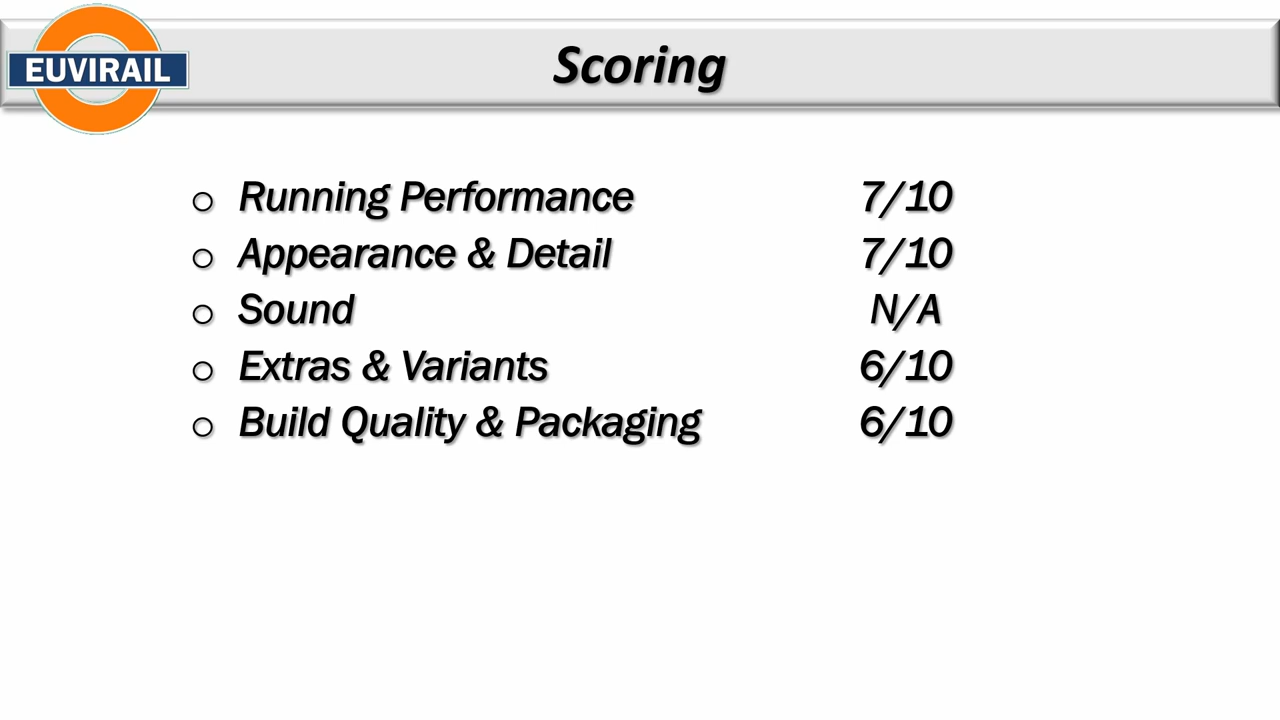 EUVIRAIL
Scoring
o Running Performance 7/10
o Appearance & Detail 7/10
o Sound N/A
o Extras & Variants 6/10
o Build Quality & Packaging 6/10